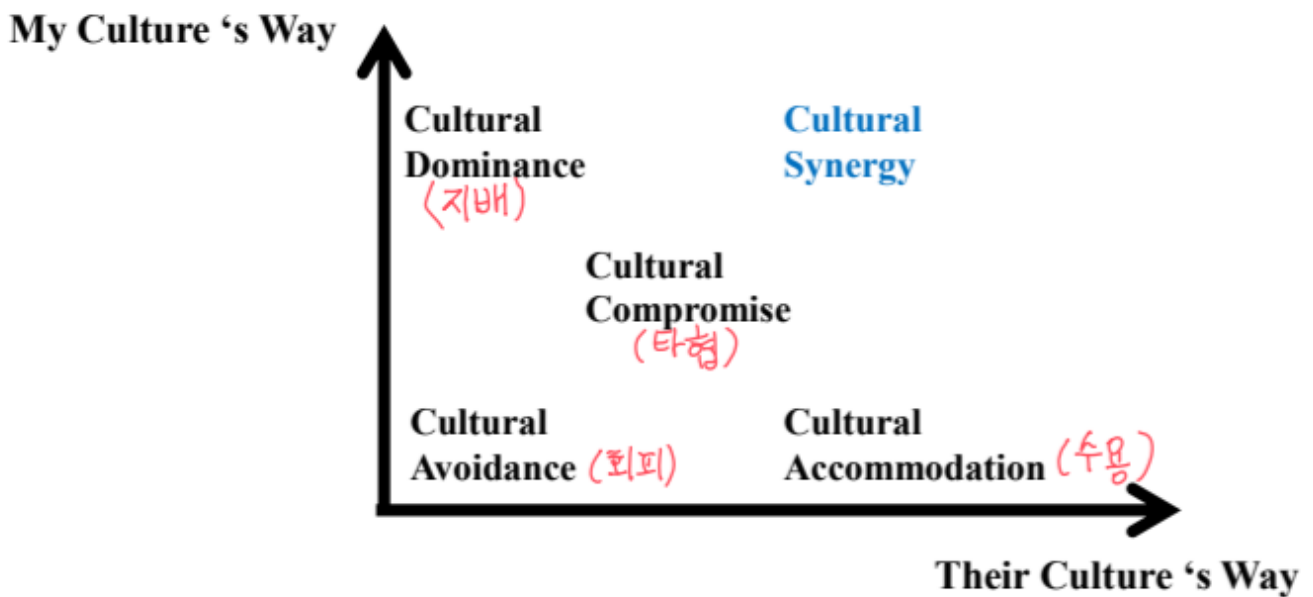 My Culture ‘s Way
Cultural
Dominance
(지배)
Cultural
Synergy
Cultural
Compromise
(타협)
Cultural
Avoidance (회피)
Cultural
Accommodation (수용)
Their Culture ‘s Way